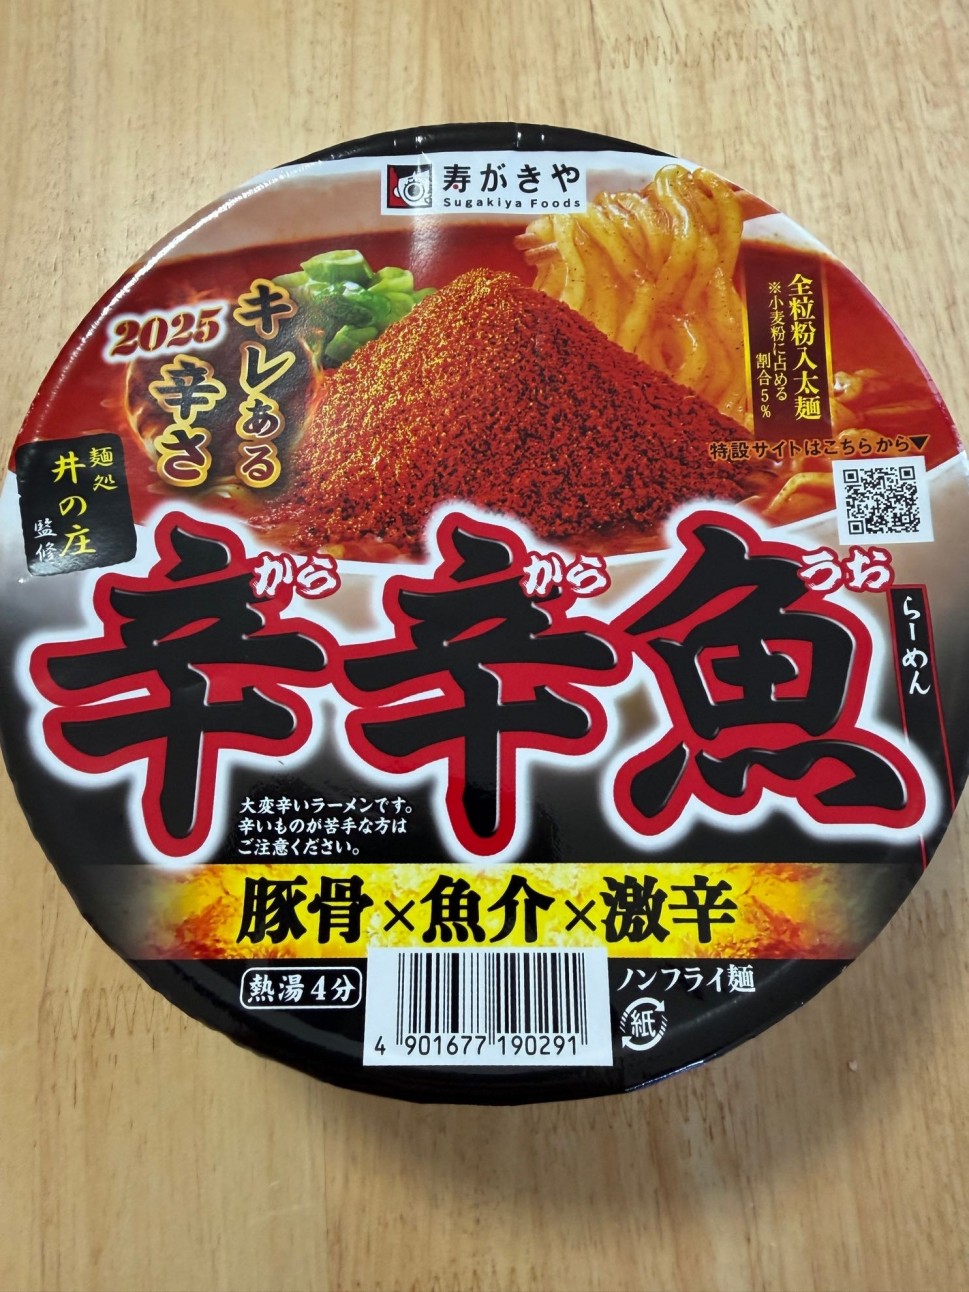 寿がきや
Sugakiya Foods
2025
キレある
辛さ
全粒粉入太麺
※小麦粉に占める
割合5%
特設サイトはこちらから▼
麺処
井の庄
監修
から から うお
辛辛魚
らーめん
大変辛いラーメンです。
辛いものが苦手な方は
ご注意ください。
豚骨×魚介×激辛
熱湯4分
ノンフライ麺
紙
4 901677 190291